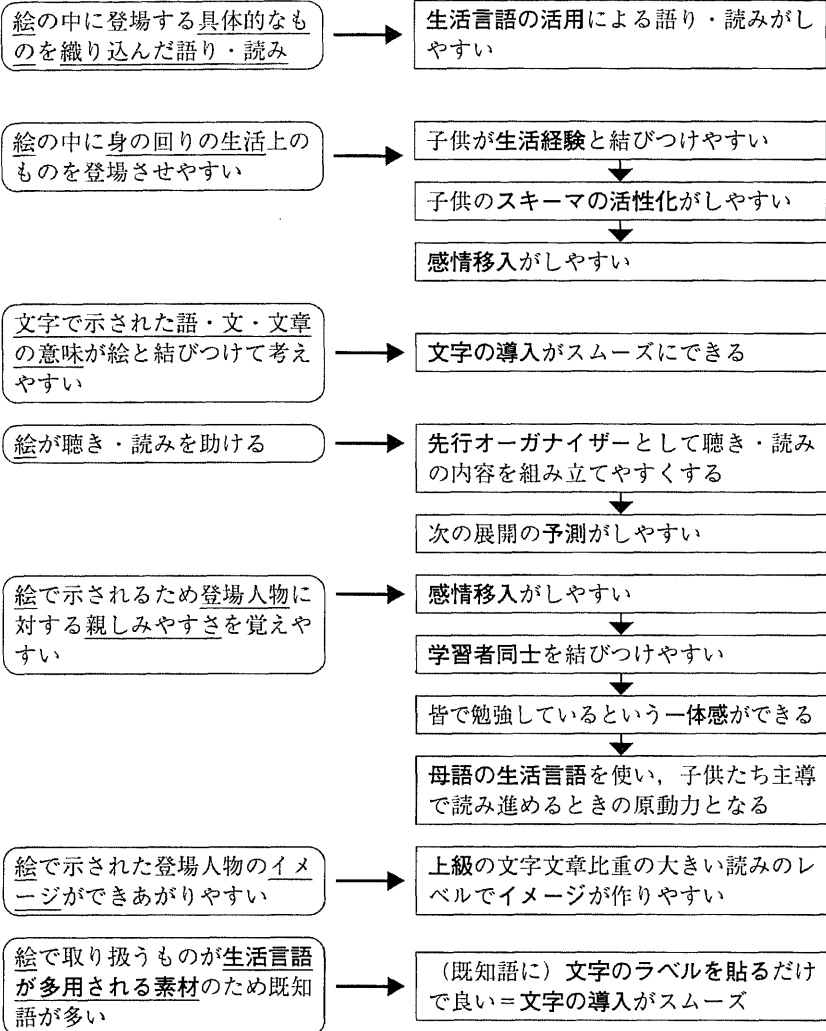 絵の中に登場する具体的なも
のを織り込んだ語り・読み
生活言語の活用による語り・読みがし
やすい
絵の中に身の回りの生活上の
ものを登場させやすい
子供が生活経験と結びつけやすい
子供のスキーマの活性化がしやすい
感情移入がしやすい
文字で示された語・文・文章
の意味が絵と結びつけて考え
やすい
文字の導入がスムーズにできる
絵が聴き・読みを助ける
先行オーガナイザーとして聴き・読み
の内容を組み立てやすくする
次の展開の予測がしやすい
絵で示されるため登場人物に
対する親しみやすさを覚えや
すい
感情移入がしやすい
学習者同士を結びつけやすい
皆で勉強しているという一体感ができる
母語の生活言語を使い，子供たち主導
で読み進めるときの原動力となる
絵で示された登場人物のイメ
ージができあがりやすい
上級の文字文章比重の大きい読みのレ
ベルでイメージが作りやすい
絵で取り扱うものが生活言語
が多用される素材のため既知
語が多い
（既知語に）文字のラベルを貼るだけ
で良い＝文字の導入がスムーズ